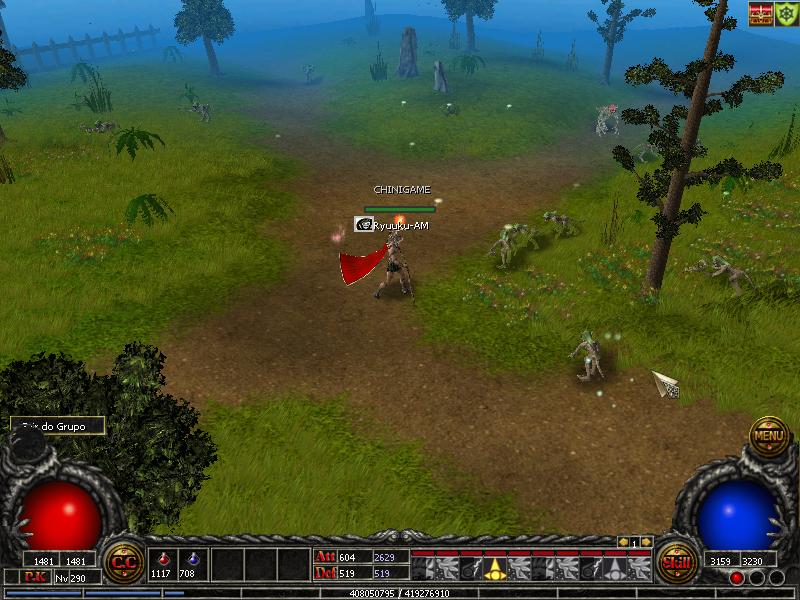 CHINIGAME
Ryuuku-AM
do Grupo
MENU
1481 1481
CC
1117 708
Att 604 2629
Def 519 519
1
Skill
3159 3230
P.K Nv 290
408050795 / 419276910